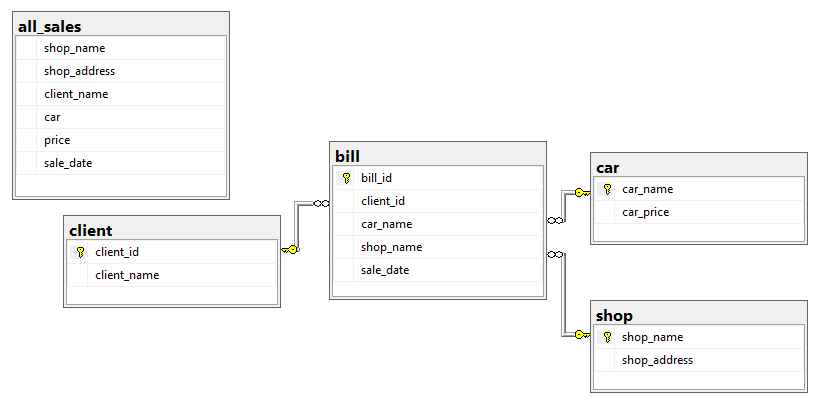 all_sales
shop_name
shop_address
client_name
car
price
sale_date
client
client_id
client_name
bill
bill_id
client_id
car_name
shop_name
sale_date
car
car_name
car_price
shop
shop_name
shop_address